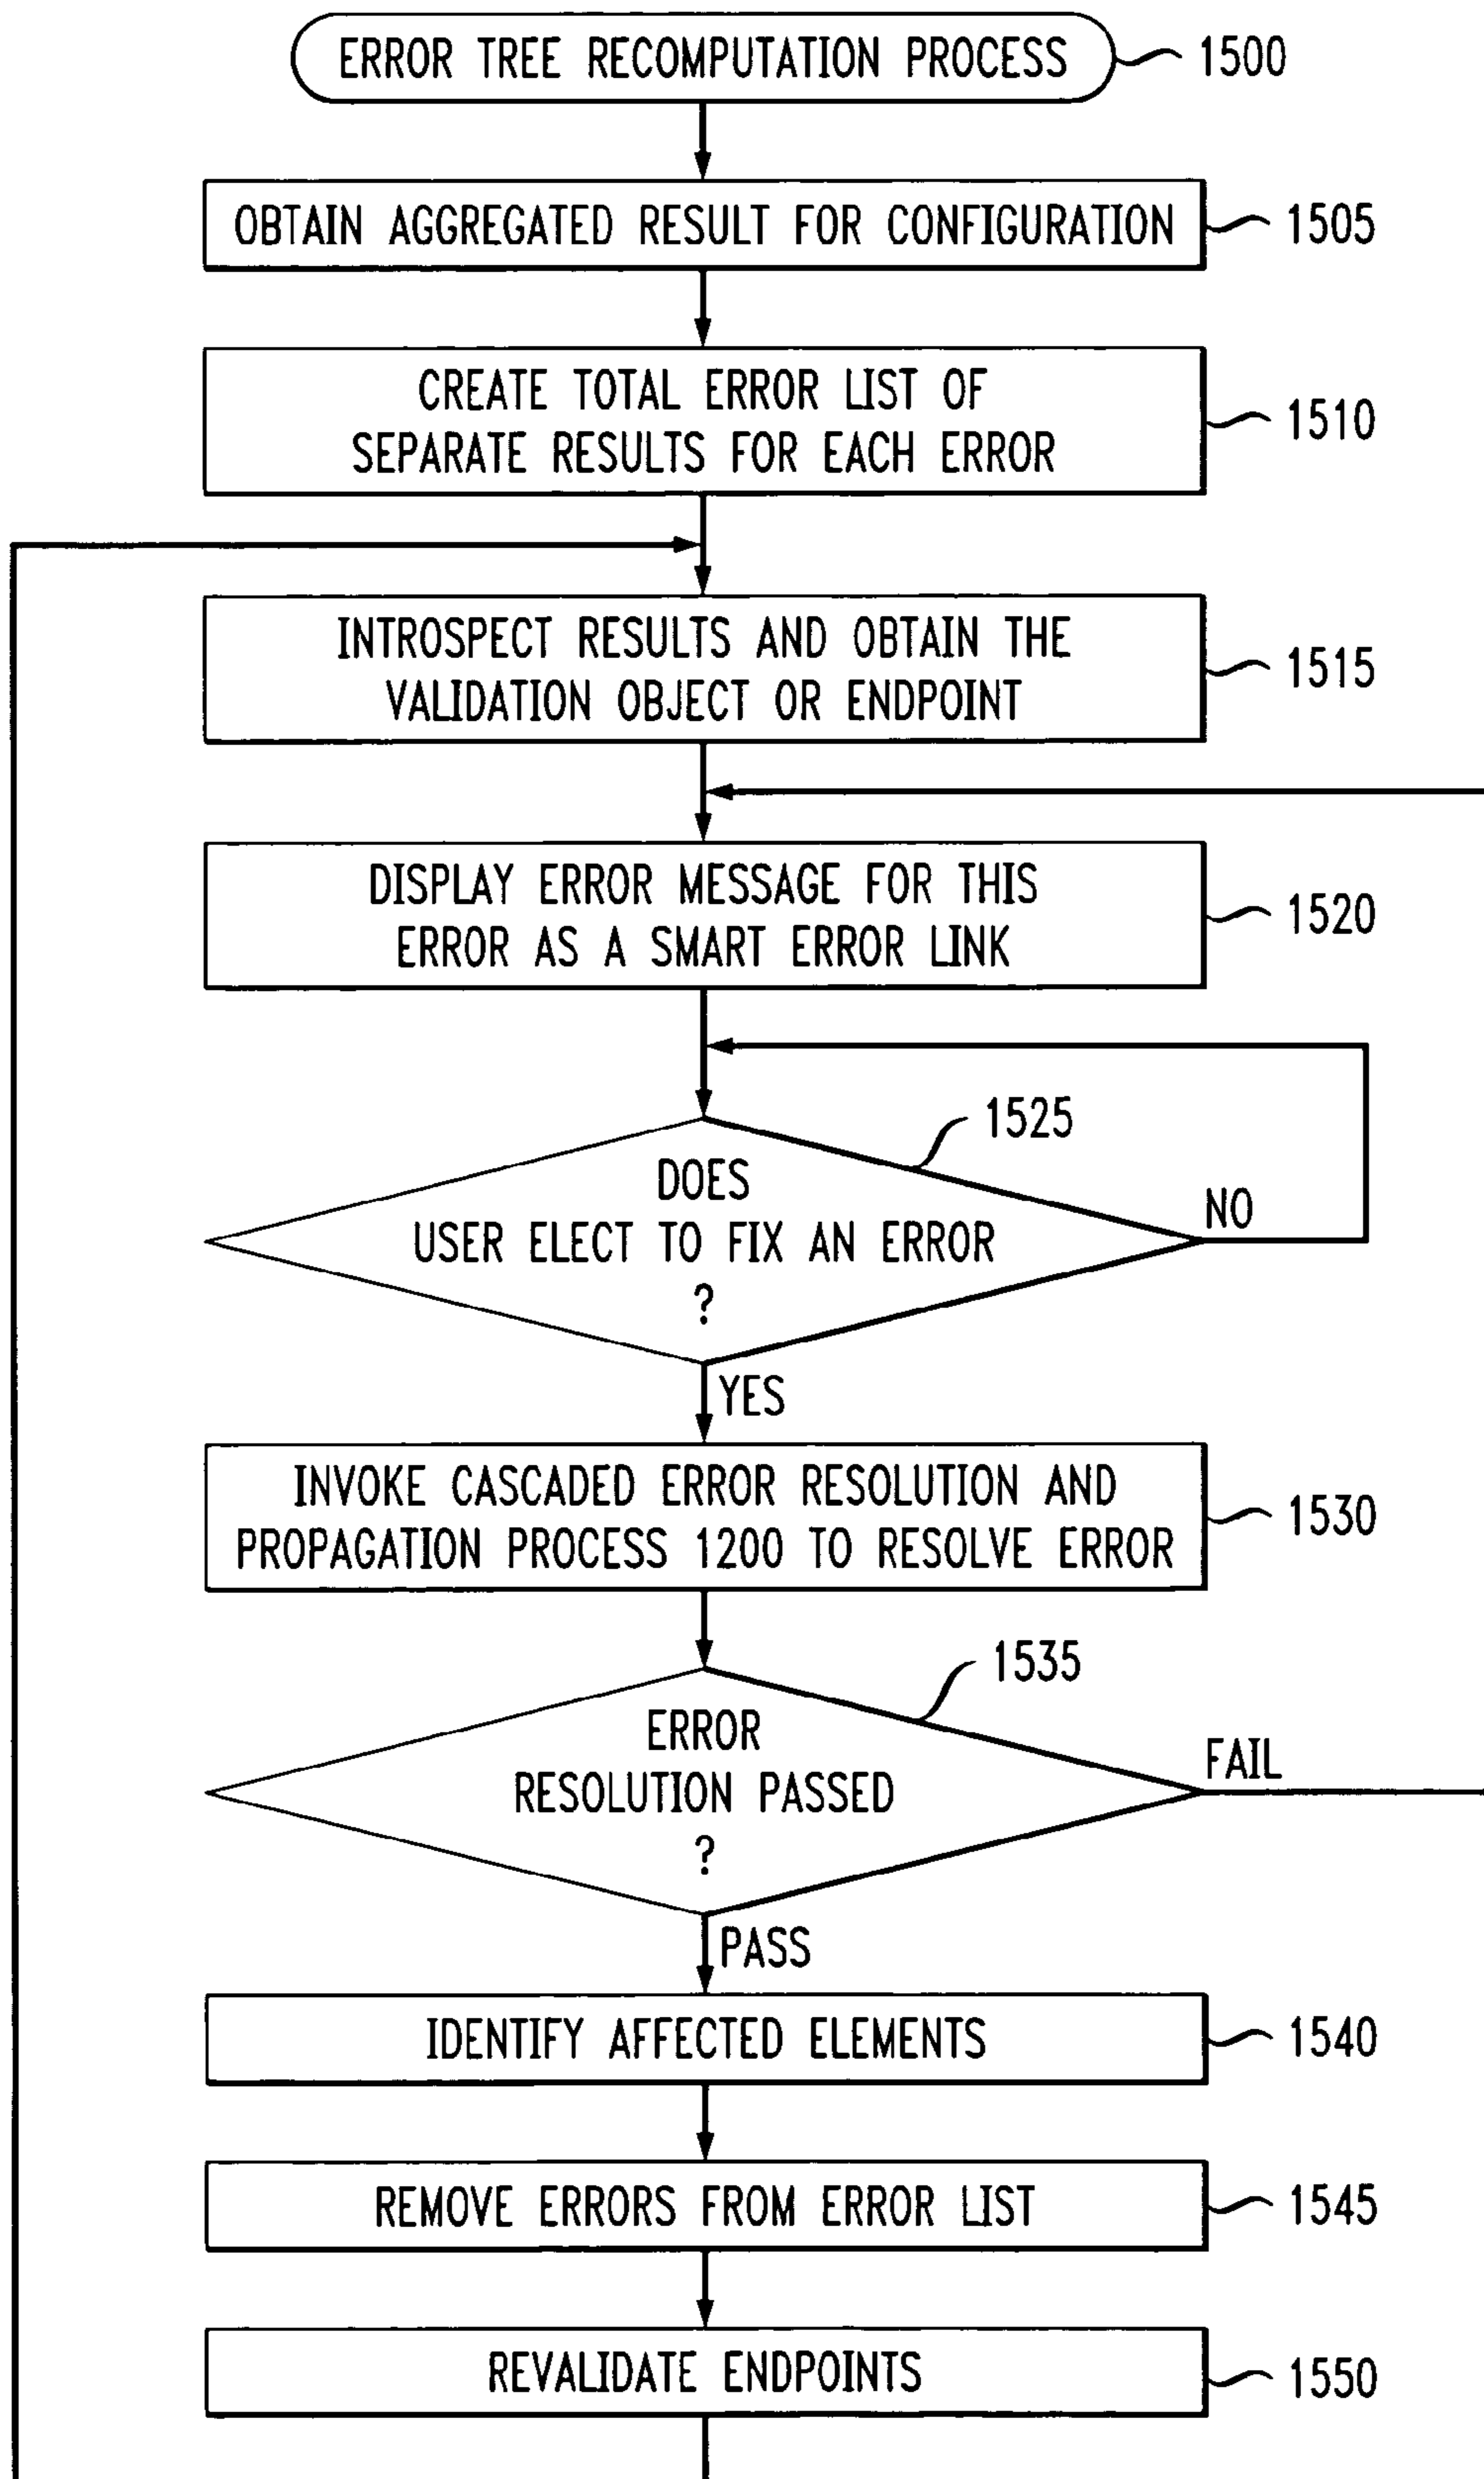 ERROR TREE RECOMPUTATION PROCESS
1500
OBTAIN AGGREGATED RESULT FOR CONFIGURATION
1505
CREATE TOTAL ERROR LIST OF
SEPARATE RESULTS FOR EACH ERROR
1510
INTROSPECT RESULTS AND OBTAIN THE
VALIDATION OBJECT OR ENDPOINT
1515
DISPLAY ERROR MESSAGE FOR THIS
ERROR AS A SMART ERROR LINK
1520
1525
DOES
USER ELECT TO FIX AN ERROR
?
NO
YES
INVOKE CASCADED ERROR RESOLUTION AND
PROPAGATION PROCESS 1200 TO RESOLVE ERROR
1530
1535
ERROR
RESOLUTION PASSED
?
FAIL
PASS
IDENTIFY AFFECTED ELEMENTS
1540
REMOVE ERRORS FROM ERROR LIST
1545
REVALIDATE ENDPOINTS
1550